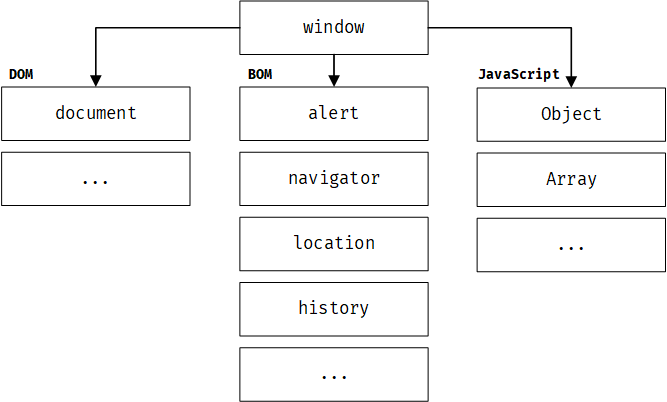 window
DOM
document
...
BOM
alert
navigator
location
history
...
JavaScript
Object
Array
...